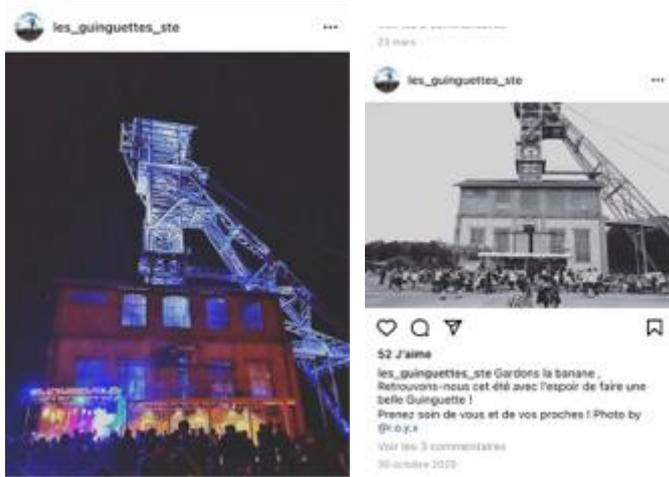 les_guinguettes_ste
23 mars
les_guinguettes_ste
52 J'aime
les_guinguettes_ste Gardons la banane ,
Retrouvons-nous cet été avec l'espoir de faire une
belle Guinguette !
Prenez soin de vous et de vos proches ! Photo by
@r.o.y.x
Voir les 3 commentaires
30 octobre 2020